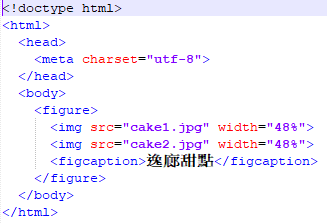 <!doctype html>
<html>
<head>
<meta charset="utf-8">
</head>
<body>
<figure>
<img src="cake1.jpg" width="48%">
<img src="cake2.jpg" width="48%">
<figcaption>逸廊甜點</figcaption>
</figure>
</body>
</html>